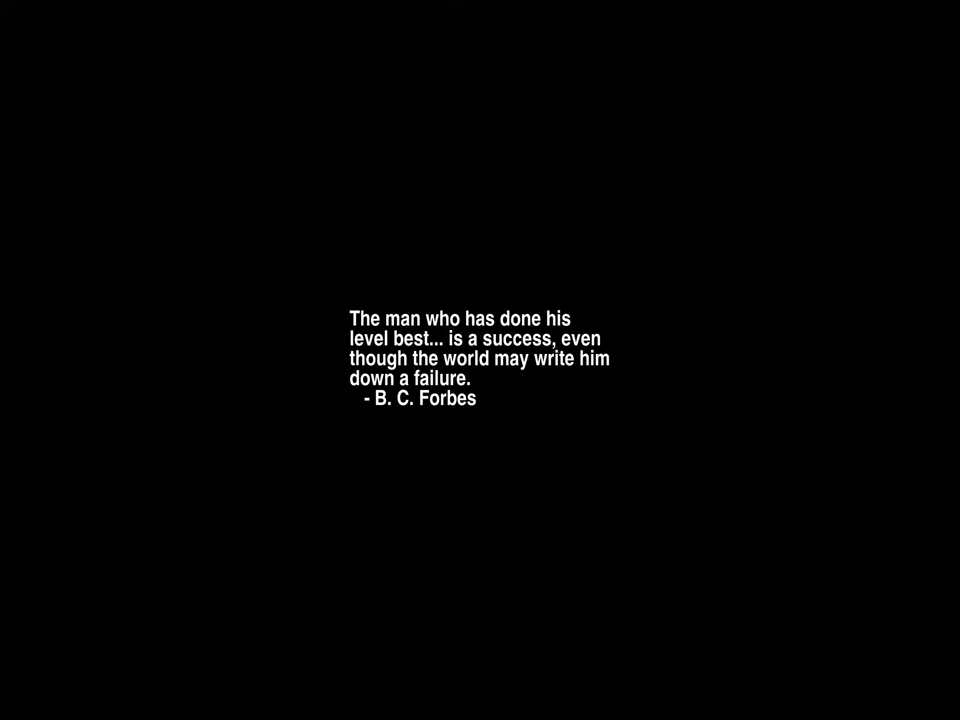 The man who has done his
level best... is a success, even
though the world may write him
down a failure.
- B. C. Forbes